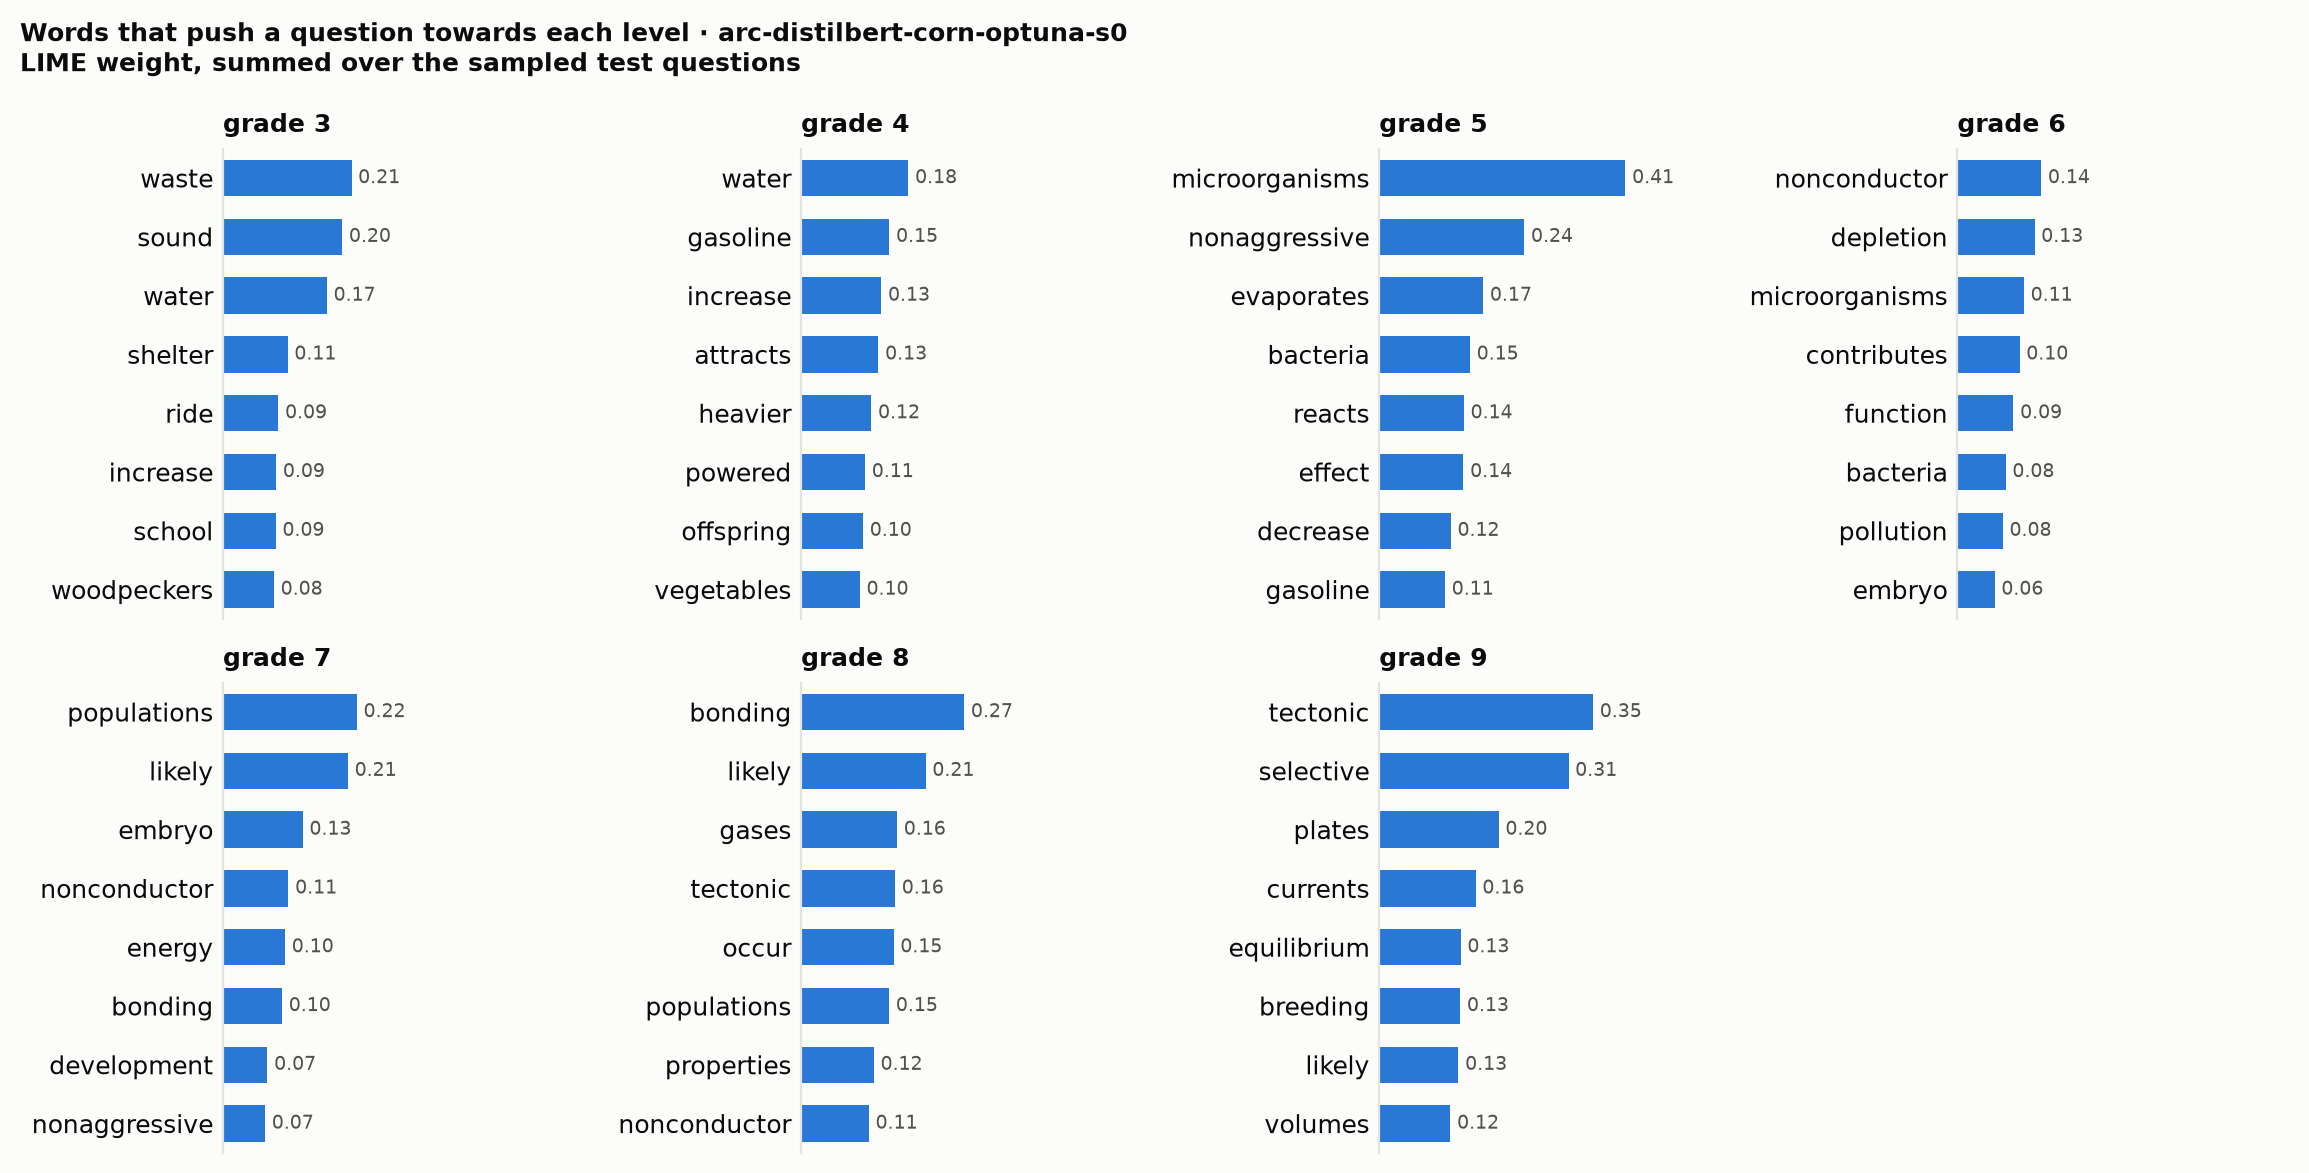 Words that push a question towards each level · arc-distilbert-corn-optuna-s0
LIME weight, summed over the sampled test questions
grade 3
waste 0.21
sound 0.20
water 0.17
shelter 0.11
ride 0.09
increase 0.09
school 0.09
woodpeckers 0.08
grade 4
water 0.18
gasoline 0.15
increase 0.13
attracts 0.13
heavier 0.12
powered 0.11
offspring 0.10
vegetables 0.10
grade 5
microorganisms 0.41
nonaggressive 0.24
evaporates 0.17
bacteria 0.15
reacts 0.14
effect 0.14
decrease 0.12
gasoline 0.11
grade 6
nonconductor 0.14
depletion 0.13
microorganisms 0.11
contributes 0.10
function 0.09
bacteria 0.08
pollution 0.08
embryo 0.06
grade 7
populations 0.22
likely 0.21
embryo 0.13
nonconductor 0.11
energy 0.10
bonding 0.10
development 0.07
nonaggressive 0.07
grade 8
bonding 0.27
likely 0.21
gases 0.16
tectonic 0.16
occur 0.15
populations 0.15
properties 0.12
nonconductor 0.11
grade 9
tectonic 0.35
selective 0.31
plates 0.20
currents 0.16
equilibrium 0.13
breeding 0.13
likely 0.13
volumes 0.12